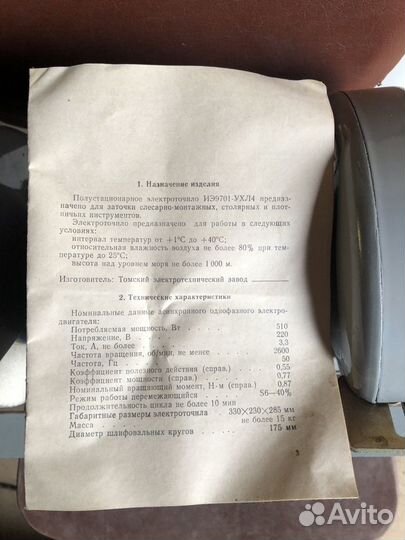 1. Назначение изделия
Полустационарное электроточило ИЭ9701-УХЛ4 предназ-
начено для заточки слесарно-монтажных, столярных и плот-
ничьих инструментов.
Электроточило предназначено для работы в следующих
условиях:
интервал температур от +1°С до +40°С;
относительная влажность воздуха не более 80% при тем-
пературе до 25°С;
высота над уровнем моря не более 1000 м.
Изготовитель: Томский электротехнический завод
2. Технические характеристики
Номинальные данные асинхронного однофазного электро-
двигателя:
Потребляемая мощность, Вт 510
Напряжение, В 220
Ток, А, не более 3,3
Частота вращения, об/мин, не менее 2600
Частота, Гц 50
Коэффициент полезного действия (справ.) 0,55
Коэффициент мощности (справ.) 0,77
Номинальный вращающий момент, Н·м (справ.) 0,87
Режим работы перемежающийся S6—40%
Продолжительность цикла не более 10 мин
Габаритные размеры электроточила 330×230×285 мм
Масса не более 15 кг
Диаметр шлифовальных кругов 175 мм
3
Avito